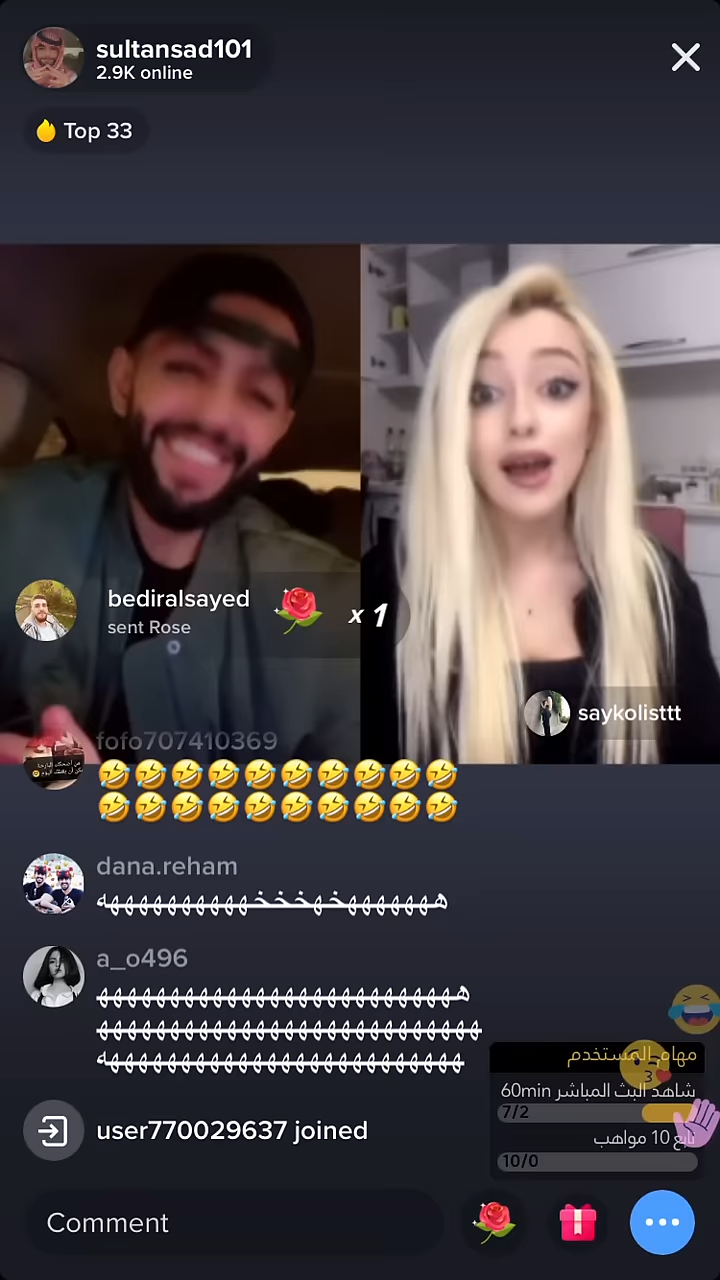 sultansad101
2.9K online
Top 33
bediralsayed
sent Rose
x 1
saykolisttt
fofo707410369
dana.reham
هههههههخهخخخههههههههههههه
a_o496
user770029637 joined
مهام المستخدم
شاهد البث المباشر 60min
7/2
تابع 10 مواهب
10/0
Comment